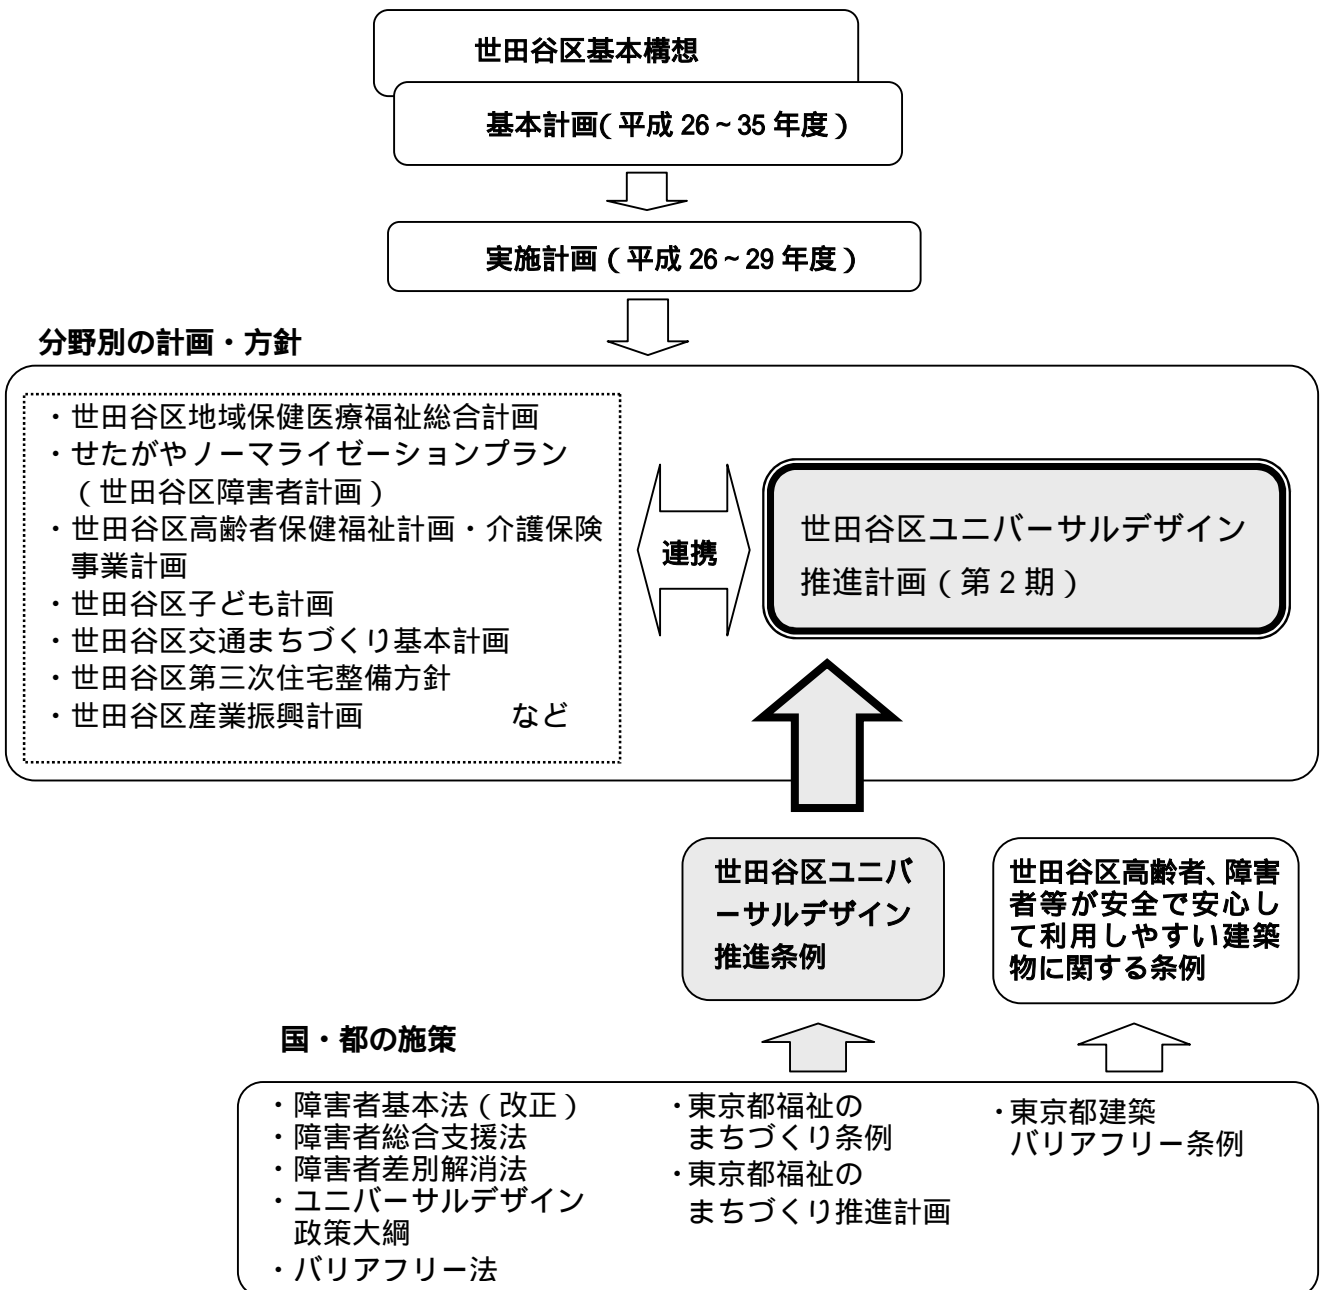 世田谷区基本構想
基本計画（平成 26～35 年度）
実施計画（平成 26～29 年度）
分野別の計画・方針
・世田谷区地域保健医療福祉総合計画
・せたがやノーマライゼーションプラン
（世田谷区障害者計画）
・世田谷区高齢者保健福祉計画・介護保険
事業計画
・世田谷区子ども計画
・世田谷区交通まちづくり基本計画
・世田谷区第三次住宅整備方針
・世田谷区産業振興計画　　　　　など
連携
世田谷区ユニバーサルデザイン
推進計画（第２期）
世田谷区ユニバ
ーサルデザイン
推進条例
世田谷区高齢者、障害
者等が安全で安心し
て利用しやすい建築
物に関する条例
国・都の施策
・障害者基本法（改正）
・障害者総合支援法
・障害者差別解消法
・ユニバーサルデザイン
政策大綱
・バリアフリー法
・東京都福祉の
まちづくり条例
・東京都福祉の
まちづくり推進計画
・東京都建築
バリアフリー条例